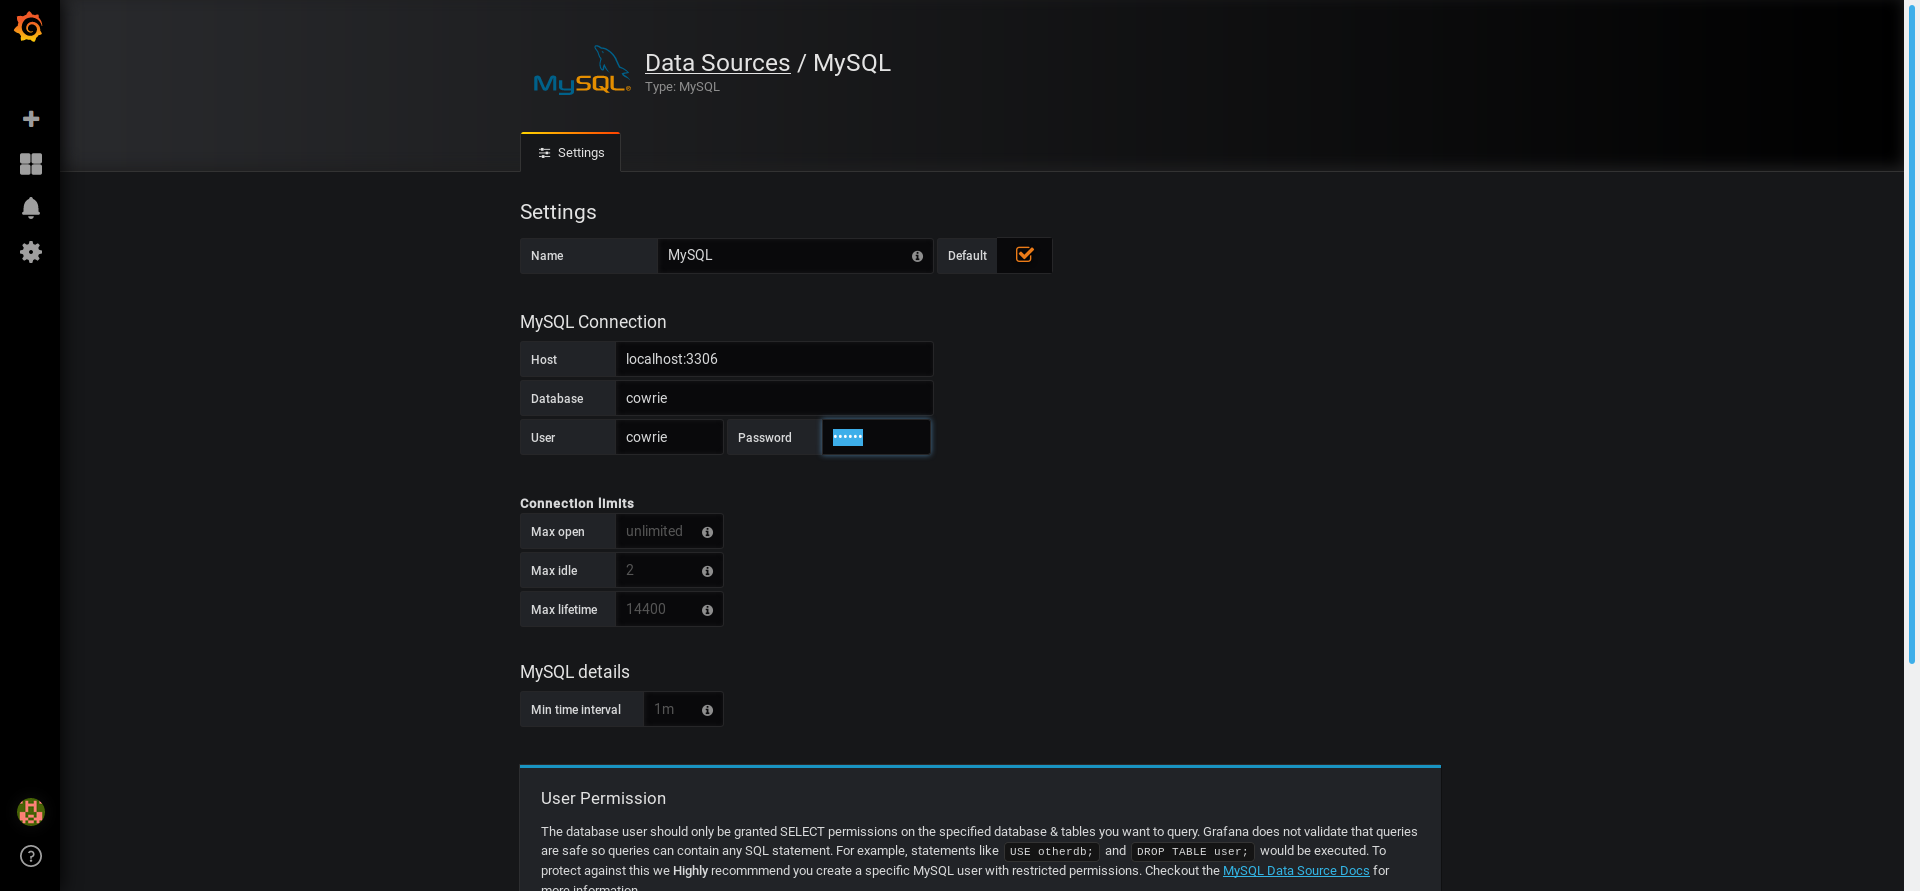 MySQL®
Data Sources / MySQL
Type: MySQL
Settings
Settings
Name MySQL Default
MySQL Connection
Host localhost:3306
Database cowrie
User cowrie Password ••••••
Connection limits
Max open unlimited
Max idle 2
Max lifetime 14400
MySQL details
Min time interval 1m
User Permission
The database user should only be granted SELECT permissions on the specified database & tables you want to query. Grafana does not validate that queries
are safe so queries can contain any SQL statement. For example, statements like USE otherdb; and DROP TABLE user; would be executed. To
protect against this we Highly recommmend you create a specific MySQL user with restricted permissions. Checkout the MySQL Data Source Docs for
more information.